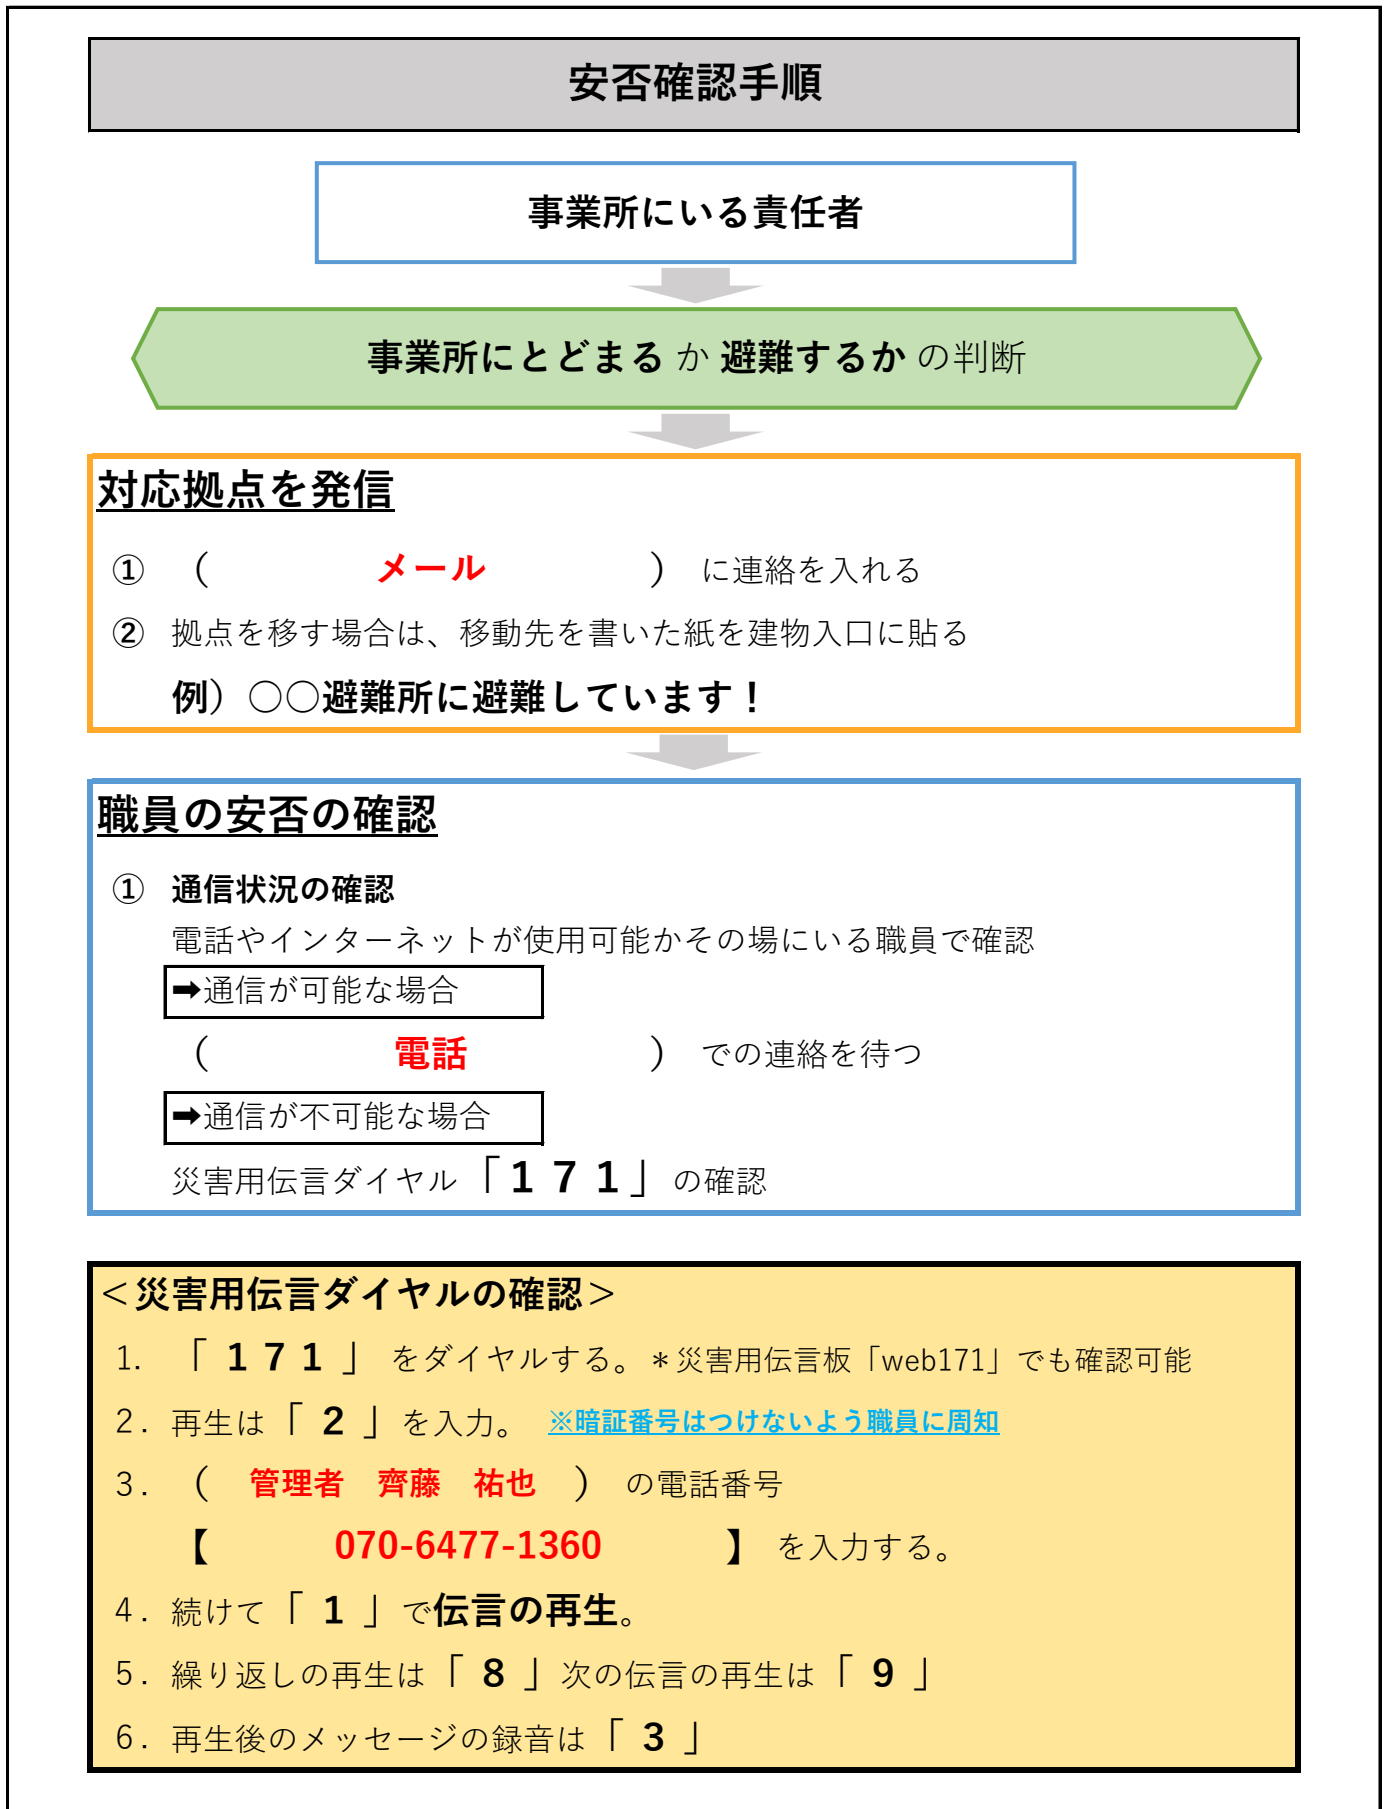 安否確認手順
事業所にいる責任者
事業所にとどまる か 避難するか の判断
対応拠点を発信
① （ メール ） に連絡を入れる
② 拠点を移す場合は、移動先を書いた紙を建物入口に貼る
例）〇〇避難所に避難しています！
職員の安否の確認
① 通信状況の確認
電話やインターネットが使用可能かその場にいる職員で確認
➡通信が可能な場合
（ 電話 ） での連絡を待つ
➡通信が不可能な場合
災害用伝言ダイヤル「１７１」の確認
＜災害用伝言ダイヤルの確認＞
1. 「１７１」 をダイヤルする。＊災害用伝言板「web171」でも確認可能
2. 再生は「 2 」を入力。 ※暗証番号はつけないよう職員に周知
3. （ 管理者 齊藤 祐也 ） の電話番号
【 070-6477-1360 】 を入力する。
4. 続けて「 1 」で伝言の再生。
5. 繰り返しの再生は「 8 」次の伝言の再生は「 9 」
6. 再生後のメッセージの録音は「 3 」